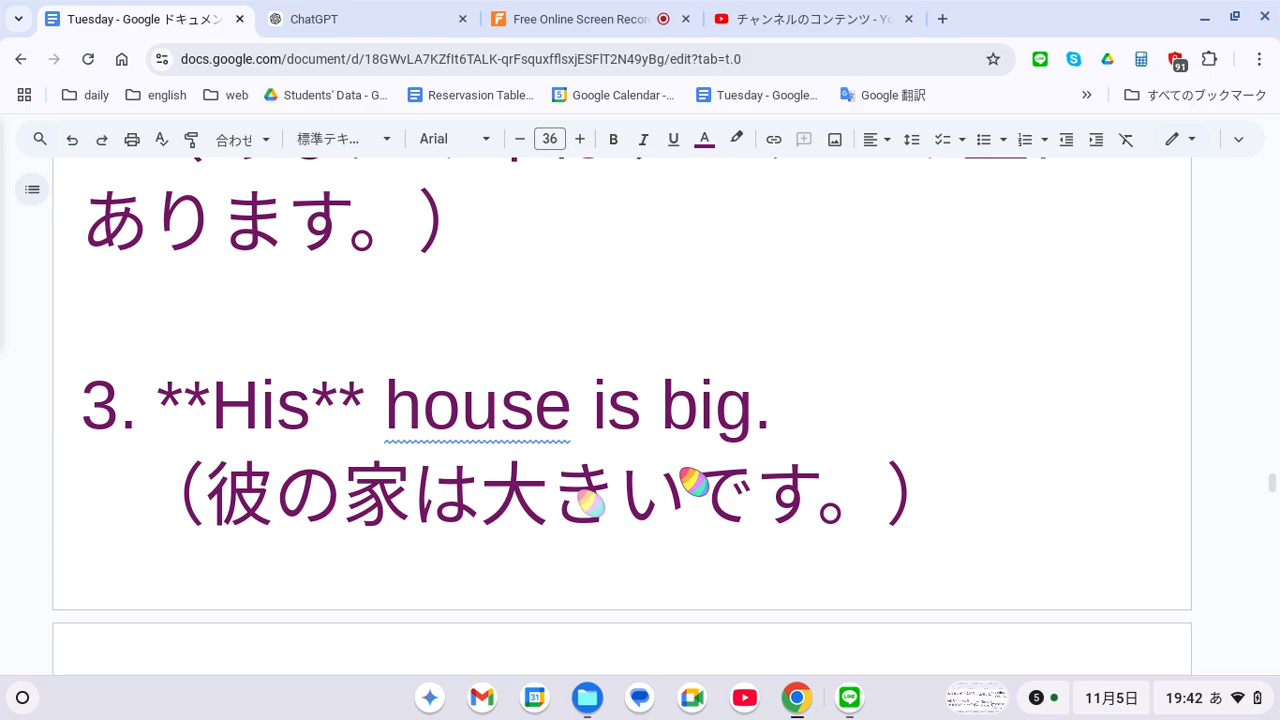 Tuesday - Google ドキュメン
ChatGPT
Free Online Screen Recor
チャンネルのコンテンツ - Yo
docs.google.com/document/d/18GWvLA7KZfIt6TALK-qrFsquxfflsxjESFlT2N49yBg/edit?tab=t.0
91
daily
english
web
Students' Data - G...
Reservasion Table...
Google Calendar -...
Tuesday - Google...
Google 翻訳
»
すべてのブックマーク
合わせ
標準テキ...
Arial
36
B I U A
あります。）
3. **His** house is big.
（彼の家は大きいです。）
31
5
11月5日
19:42 あ